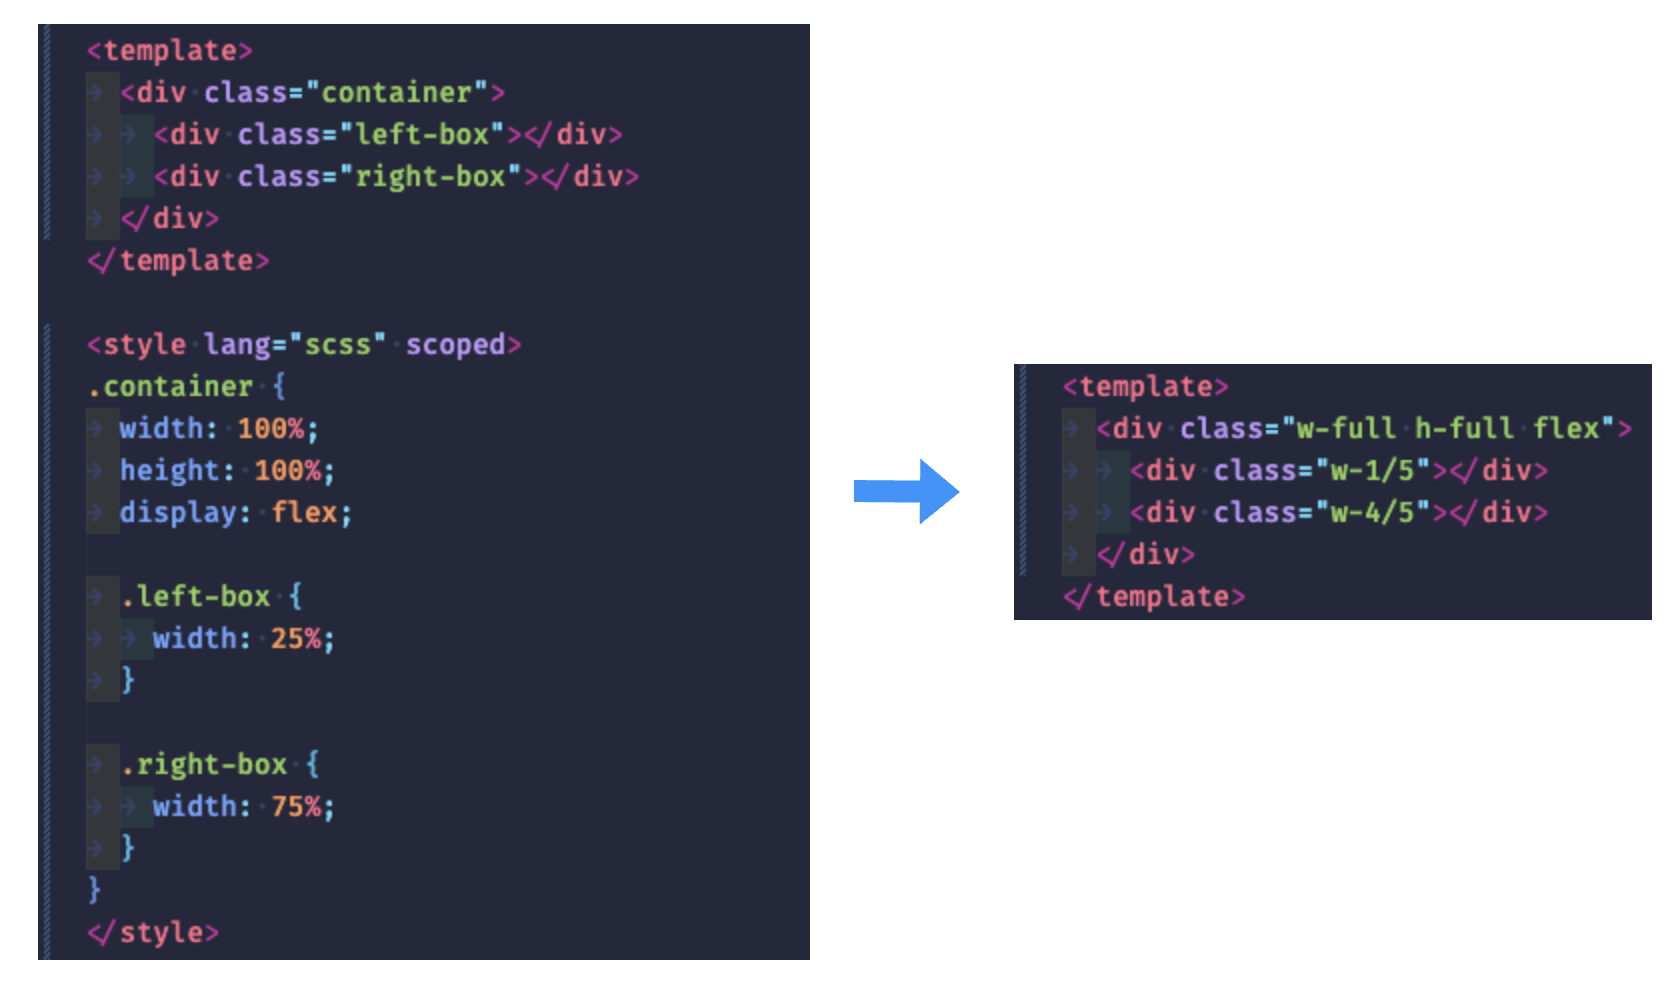 <template>
<div class="container">
<div class="left-box"></div>
<div class="right-box"></div>
</div>
</template>
<style lang="scss" scoped>
.container {
width: 100%;
height: 100%;
display: flex;
.left-box {
width: 25%;
}
.right-box {
width: 75%;
}
}
</style>
<template>
<div class="w-full h-full flex">
<div class="w-1/5"></div>
<div class="w-4/5"></div>
</div>
</template>